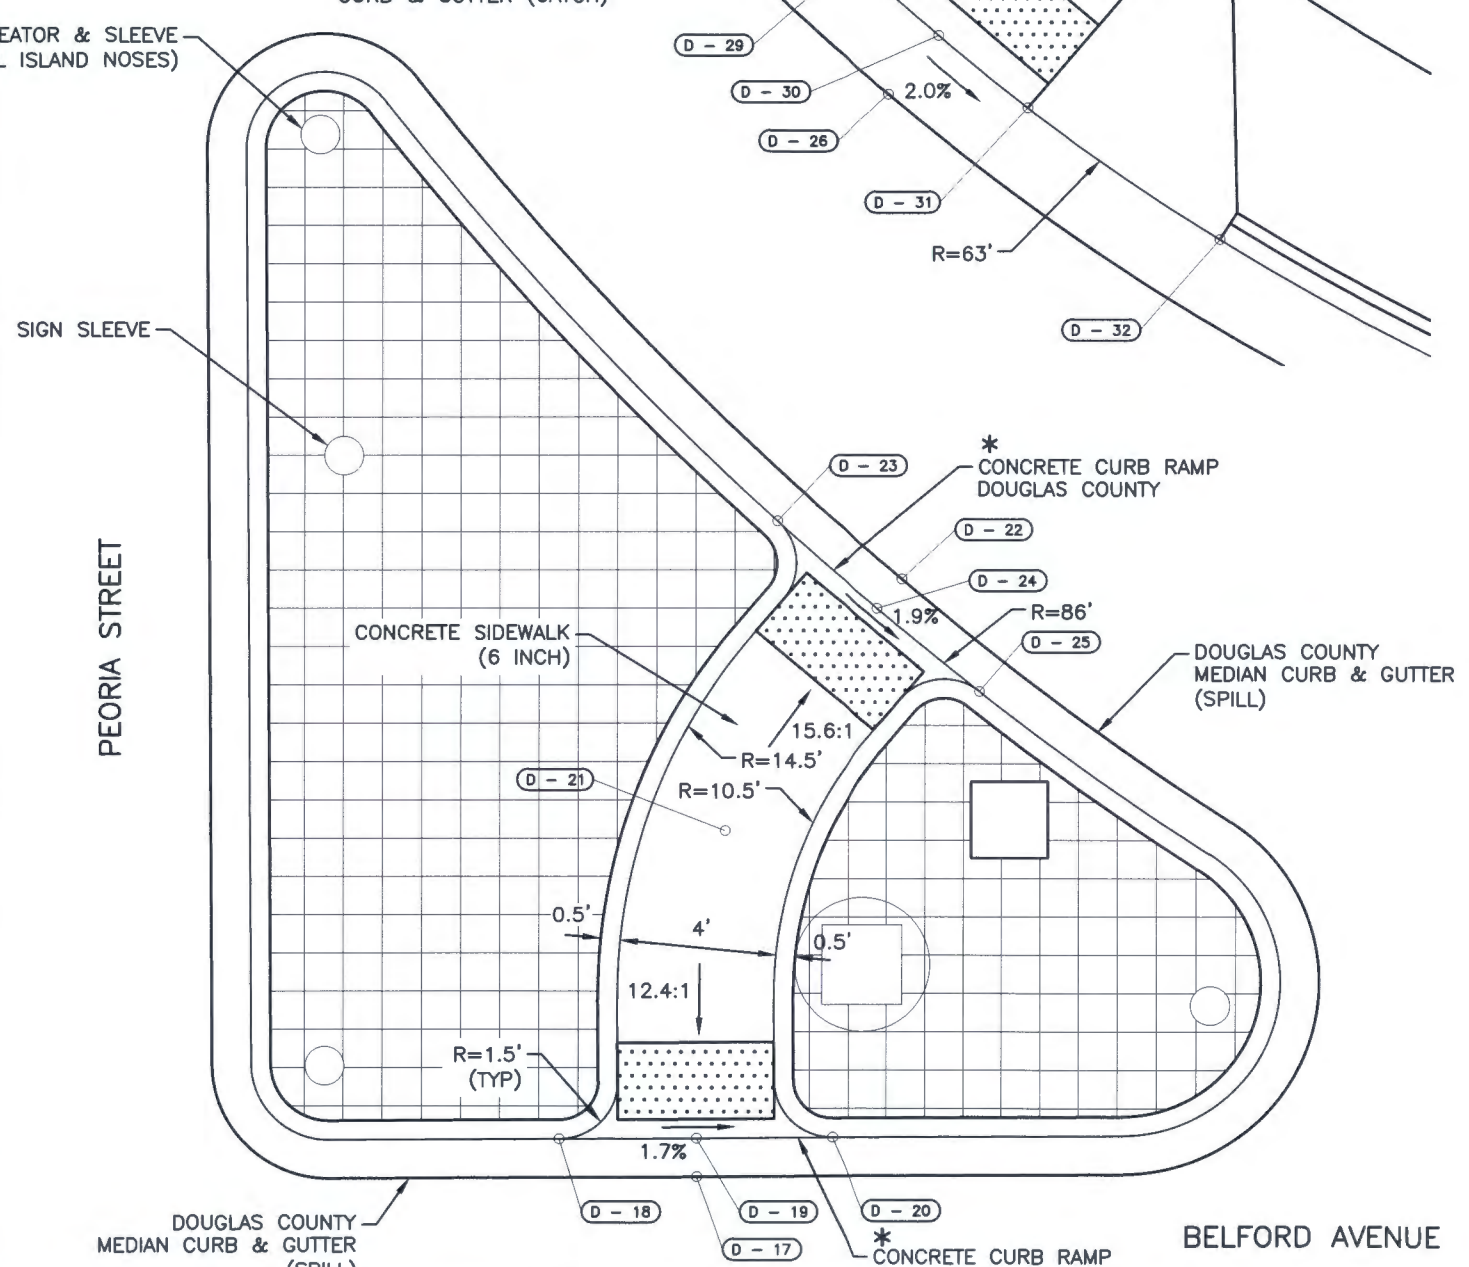 EATOR & SLEEVE
L ISLAND NOSES)
D - 29
D - 30
2.0%
D - 26
D - 31
R=63'
D - 32
SIGN SLEEVE
PEORIA STREET
D - 23
*
CONCRETE CURB RAMP
DOUGLAS COUNTY
D - 22
D - 24
1.9%
R=86'
D - 25
CONCRETE SIDEWALK
(6 INCH)
DOUGLAS COUNTY
MEDIAN CURB & GUTTER
(SPILL)
15.6:1
R=14.5'
D - 21
R=10.5'
0.5'
4'
0.5'
12.4:1
R=1.5'
(TYP)
1.7%
D - 18
D - 19
D - 20
D - 17
DOUGLAS COUNTY
MEDIAN CURB & GUTTER
*
CONCRETE CURB RAMP
BELFORD AVENUE